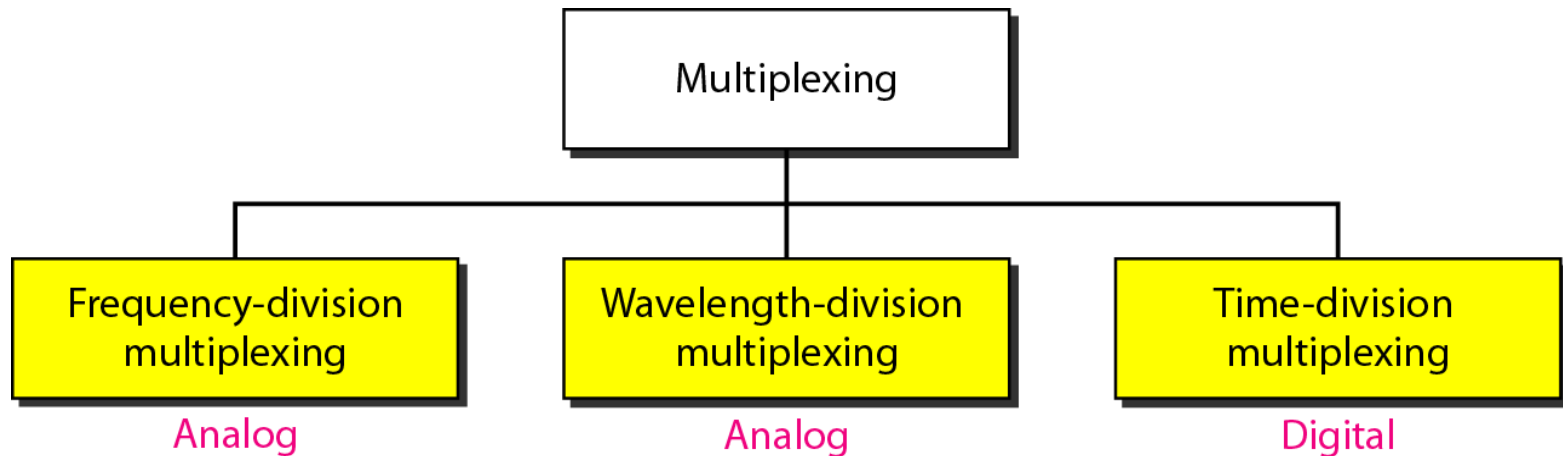 Multiplexing
Frequency-division
multiplexing
Wavelength-division
multiplexing
Time-division
multiplexing
Analog
Analog
Digital